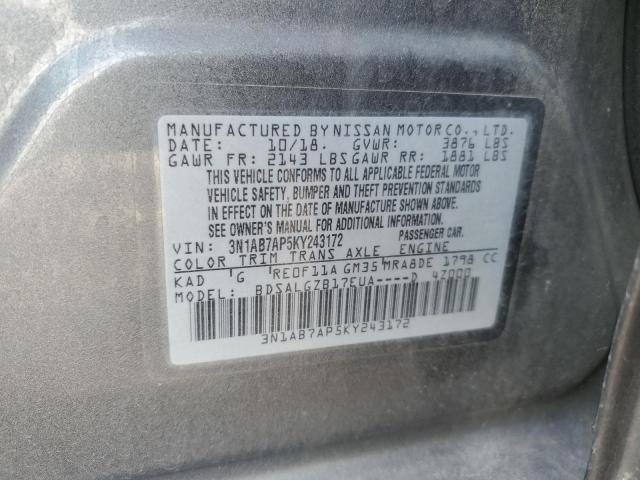 MANUFACTURED BY NISSAN MOTOR CO., LTD.
DATE: 10/18. GVWR: 3876 LBS
GAWR FR: 2143 LBS GAWR RR: 1881 LBS
THIS VEHICLE CONFORMS TO ALL APPLICABLE FEDERAL MOTOR
VEHICLE SAFETY, BUMPER AND THEFT PREVENTION STANDARDS
IN EFFECT ON THE DATE OF MANUFACTURE SHOWN ABOVE.
SEE OWNER'S MANUAL FOR ADDITIONAL INFORMATION.
VIN: 3N1AB7AP5KY243172 PASSENGER CAR.
COLOR TRIM TRANS AXLE ENGINE
KAD G RE0F11A GM35 MRA8DE 1798 CC
MODEL: BDSALGZB17EUA----D 4Z000
3N1AB7AP5KY243172